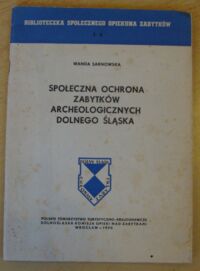 BIBLIOTECZKA SPOŁECZNEGO OPIEKUNA ZABYTKÓW
WANDA SARNOWSKA
SPOŁECZNA OCHRONA
ZABYTKÓW
ARCHEOLOGICZNYCH
DOLNEGO ŚLĄSKA
POLSKIE TOWARZYSTWO TURYSTYCZNO-KRAJOZNAWCZE
DOLNOŚLĄSKA KOMISJA OPIEKI NAD ZABYTKAMI